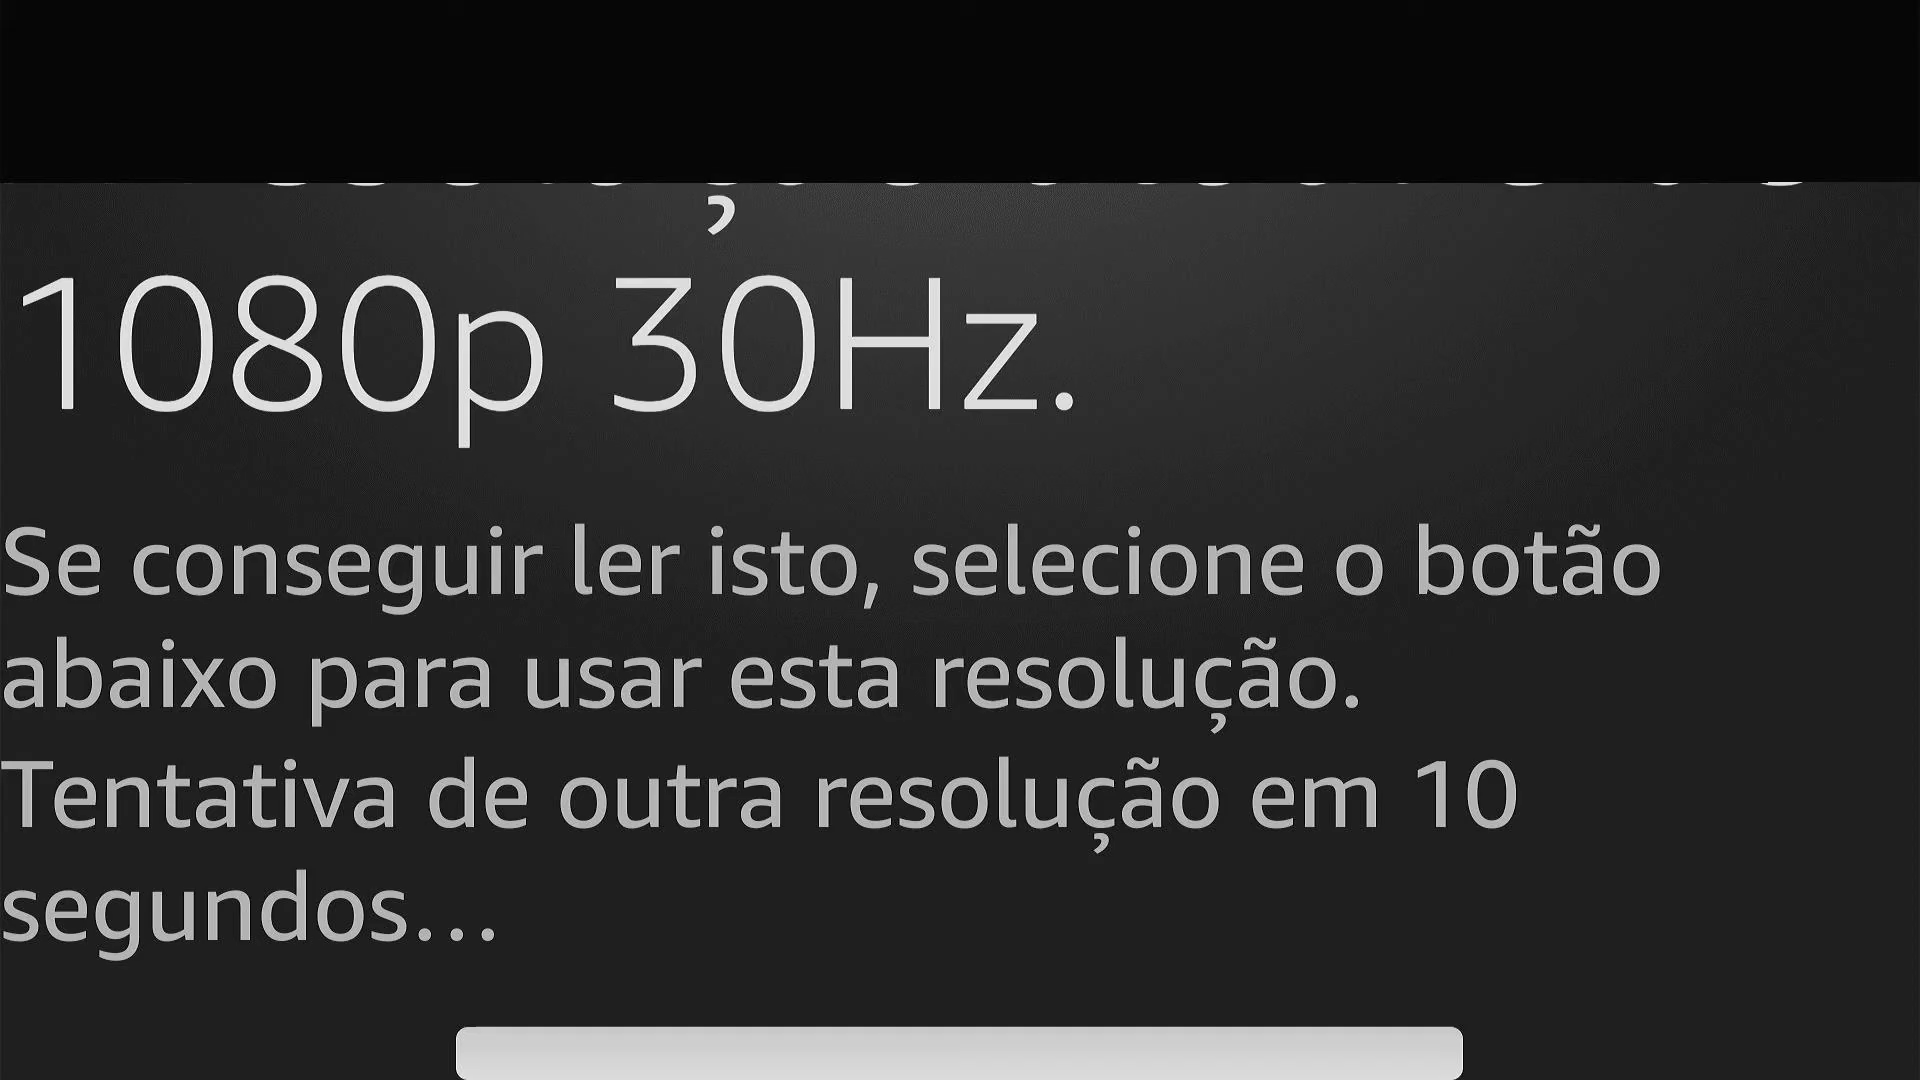 1080p 30Hz.
Se conseguir ler isto, selecione o botão
abaixo para usar esta resolução.
Tentativa de outra resolução em 10
segundos...